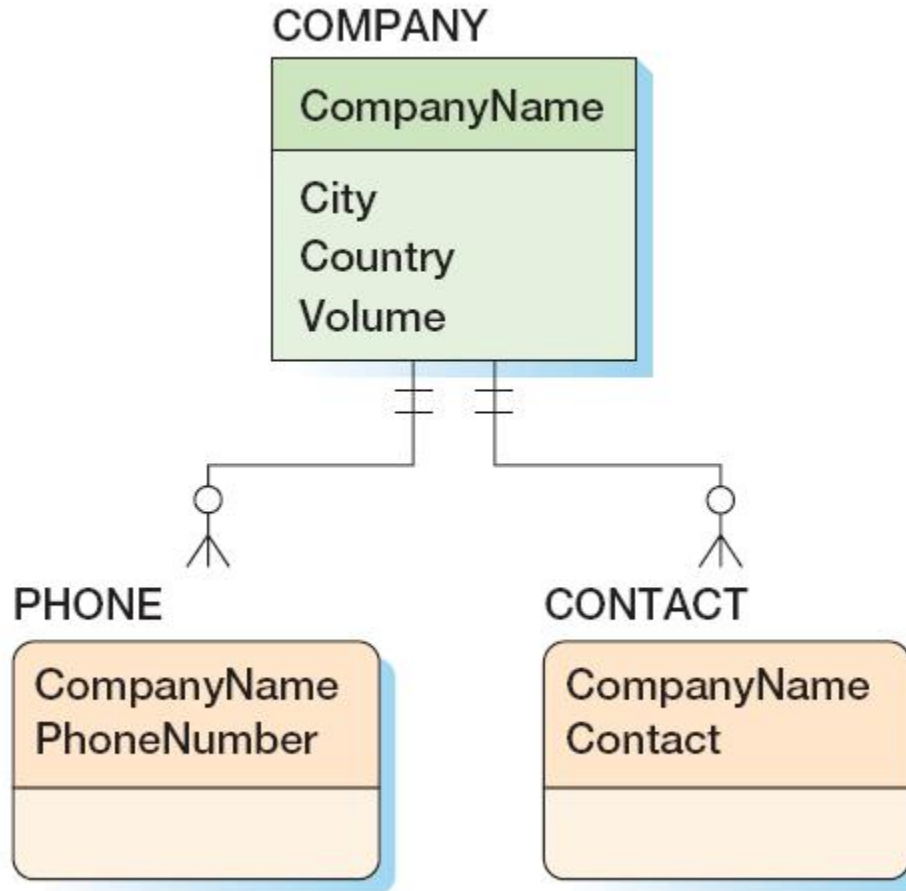 COMPANY
CompanyName
City
Country
Volume
PHONE
CompanyName
PhoneNumber
CONTACT
CompanyName
Contact